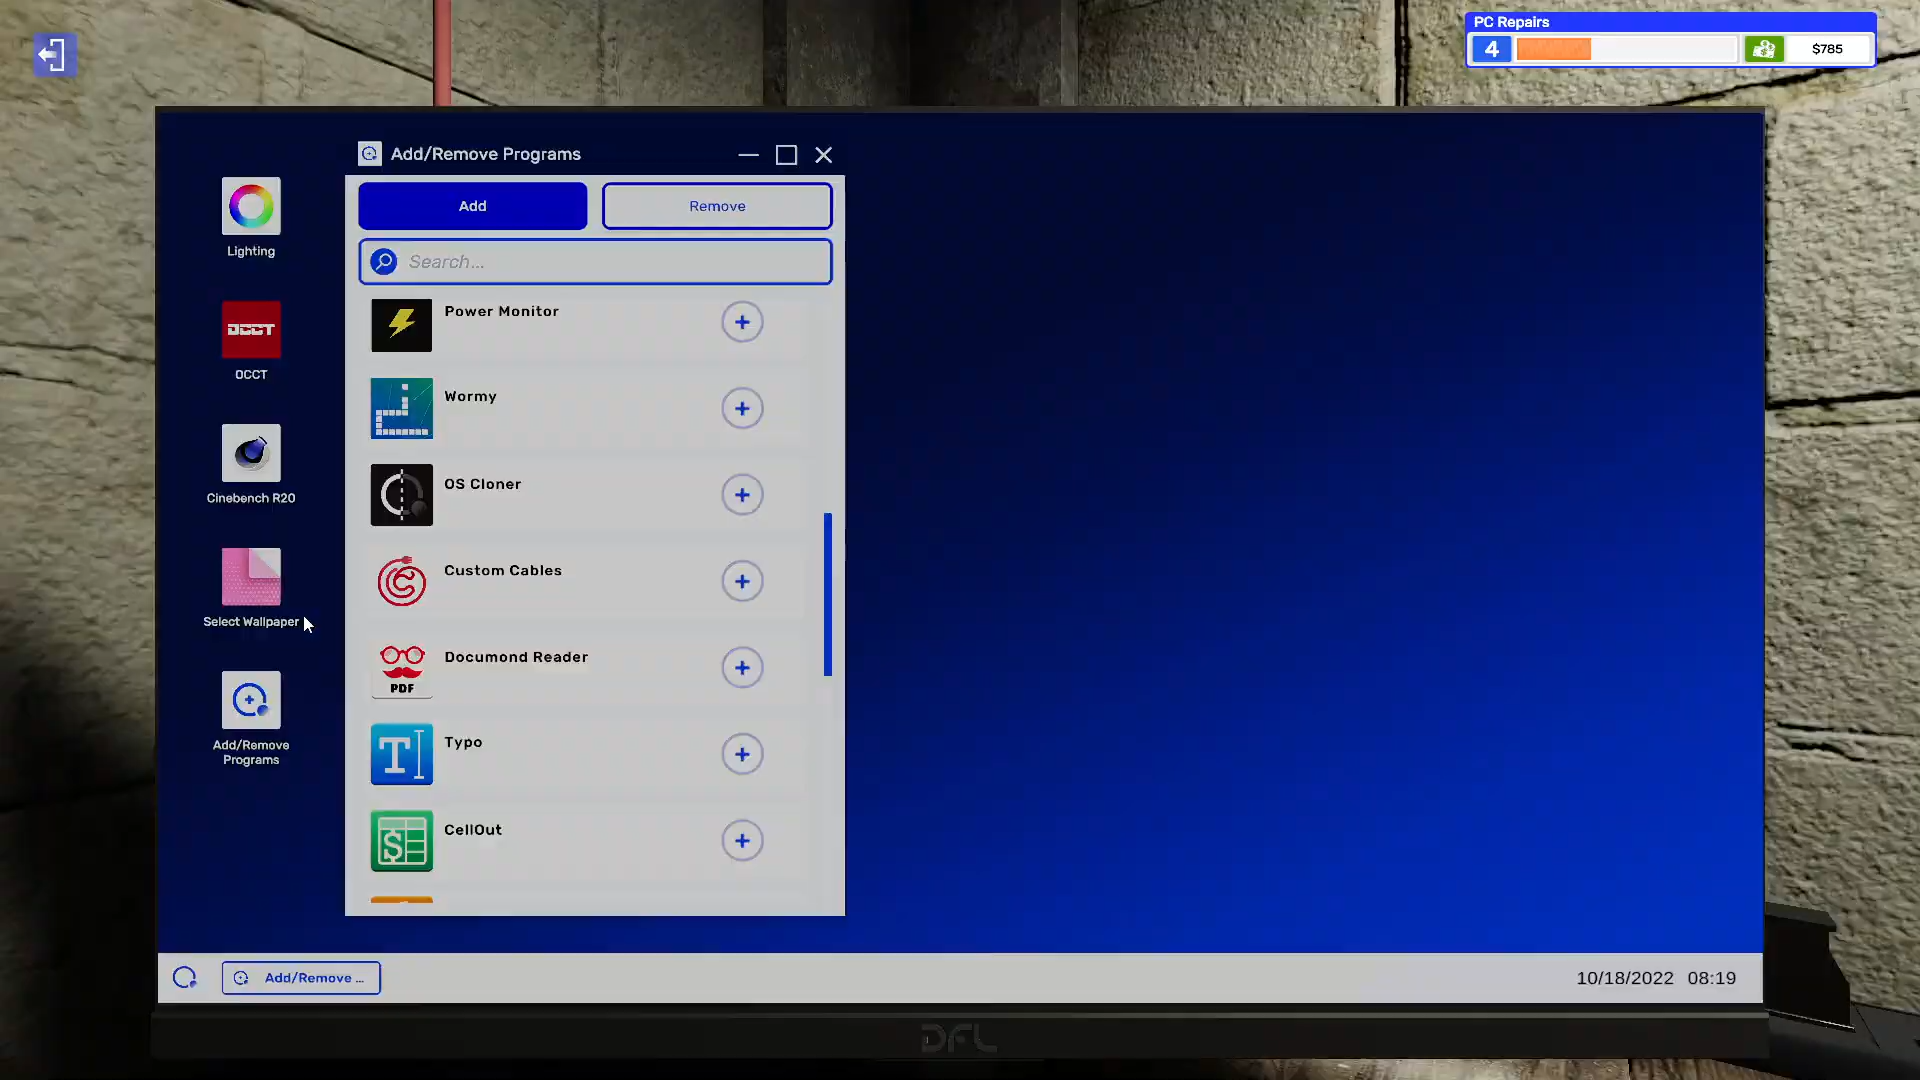 PC Repairs
4
$785
Add/Remove Programs
Add
Remove
Search...
Lighting
OCCT
OCCT
Cinebench R20
Select Wallpaper
Add/Remove
Programs
Power Monitor
Wormy
OS Cloner
Custom Cables
Documond Reader
PDF
Typo
CellOut
Add/Remove ...
10/18/2022 08:19
DFL